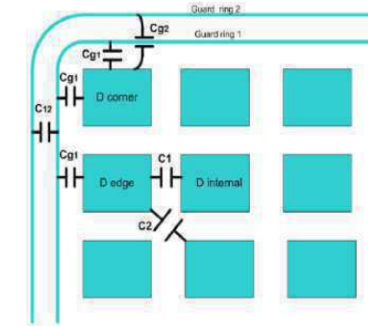 Guard ring 2
Cg2
Guard ring 1
Cg1
Cg1
D corner
C12
Cg1
C1
D edge
D internal
C2